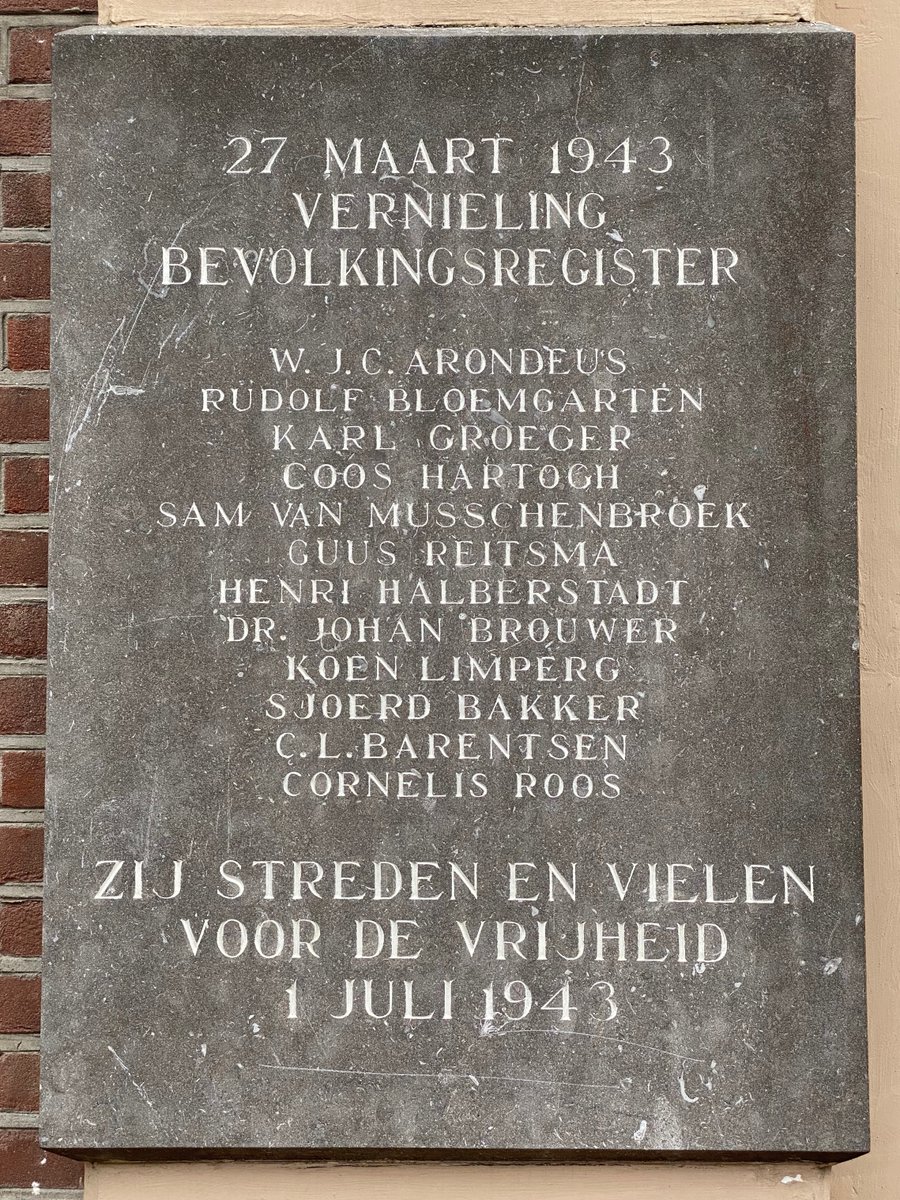 27 MAART 1943
VERNIELING
BEVOLKINGSREGISTER
W. J. C. ARONDEUS
RUDOLF BLOEMGARTEN
KARL GROEGER
COOS HARTOGH
SAM VAN MUSSCHENBROEK
GUUS REITSMA
HENRI HALBERSTADT
DR. JOHAN BROUWER
KOEN LIMPERG
SJOERD BAKKER
C. L. BARENTSEN
CORNELIS ROOS
ZIJ STREDEN EN VIELEN
VOOR DE VRIJHEID
1 JULI 1943